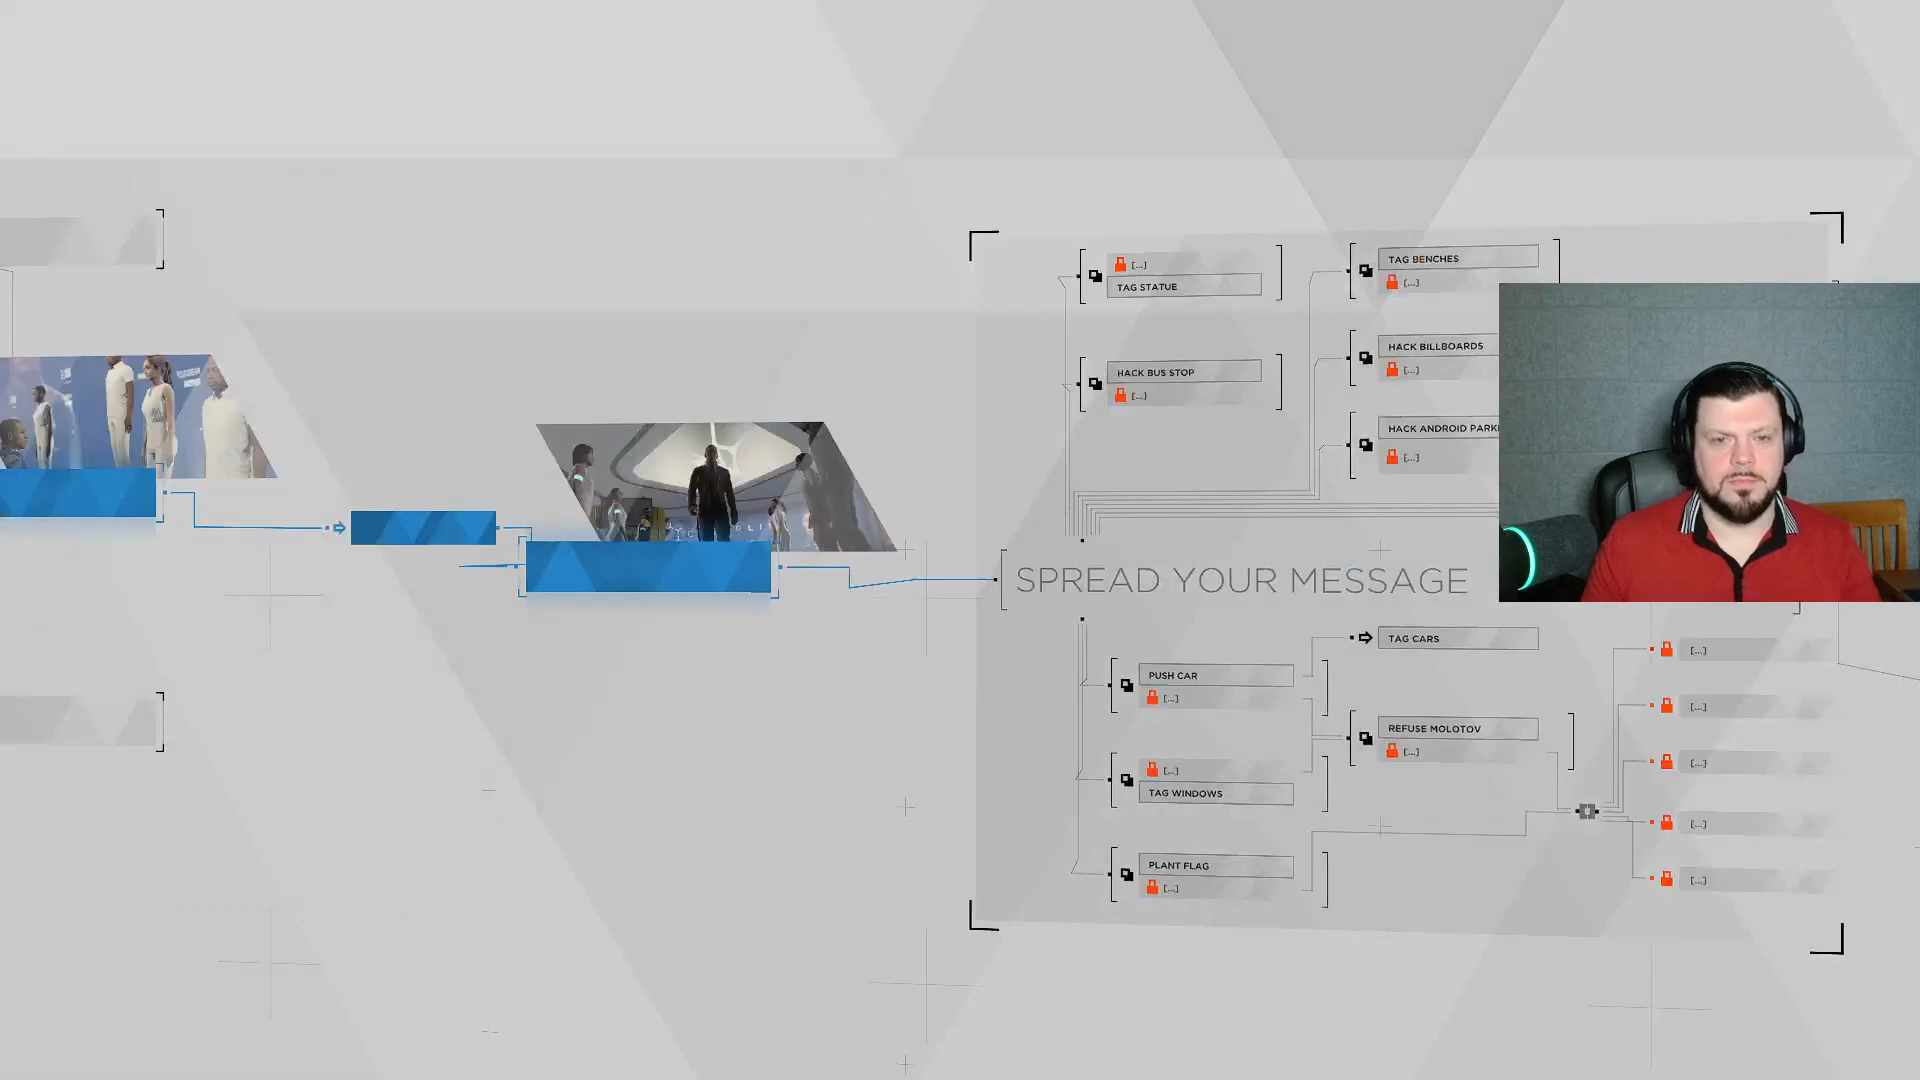 [...]
TAG STATUE
HACK BUS STOP
[...]
TAG BENCHES
[...]
HACK BILLBOARDS
[...]
HACK ANDROID PARKI
[...]
SPREAD YOUR MESSAGE
PUSH CAR
[...]
[...]
TAG WINDOWS
PLANT FLAG
[...]
TAG CARS
REFUSE MOLOTOV
[...]
[...]
[...]
[...]
[...]
[...]